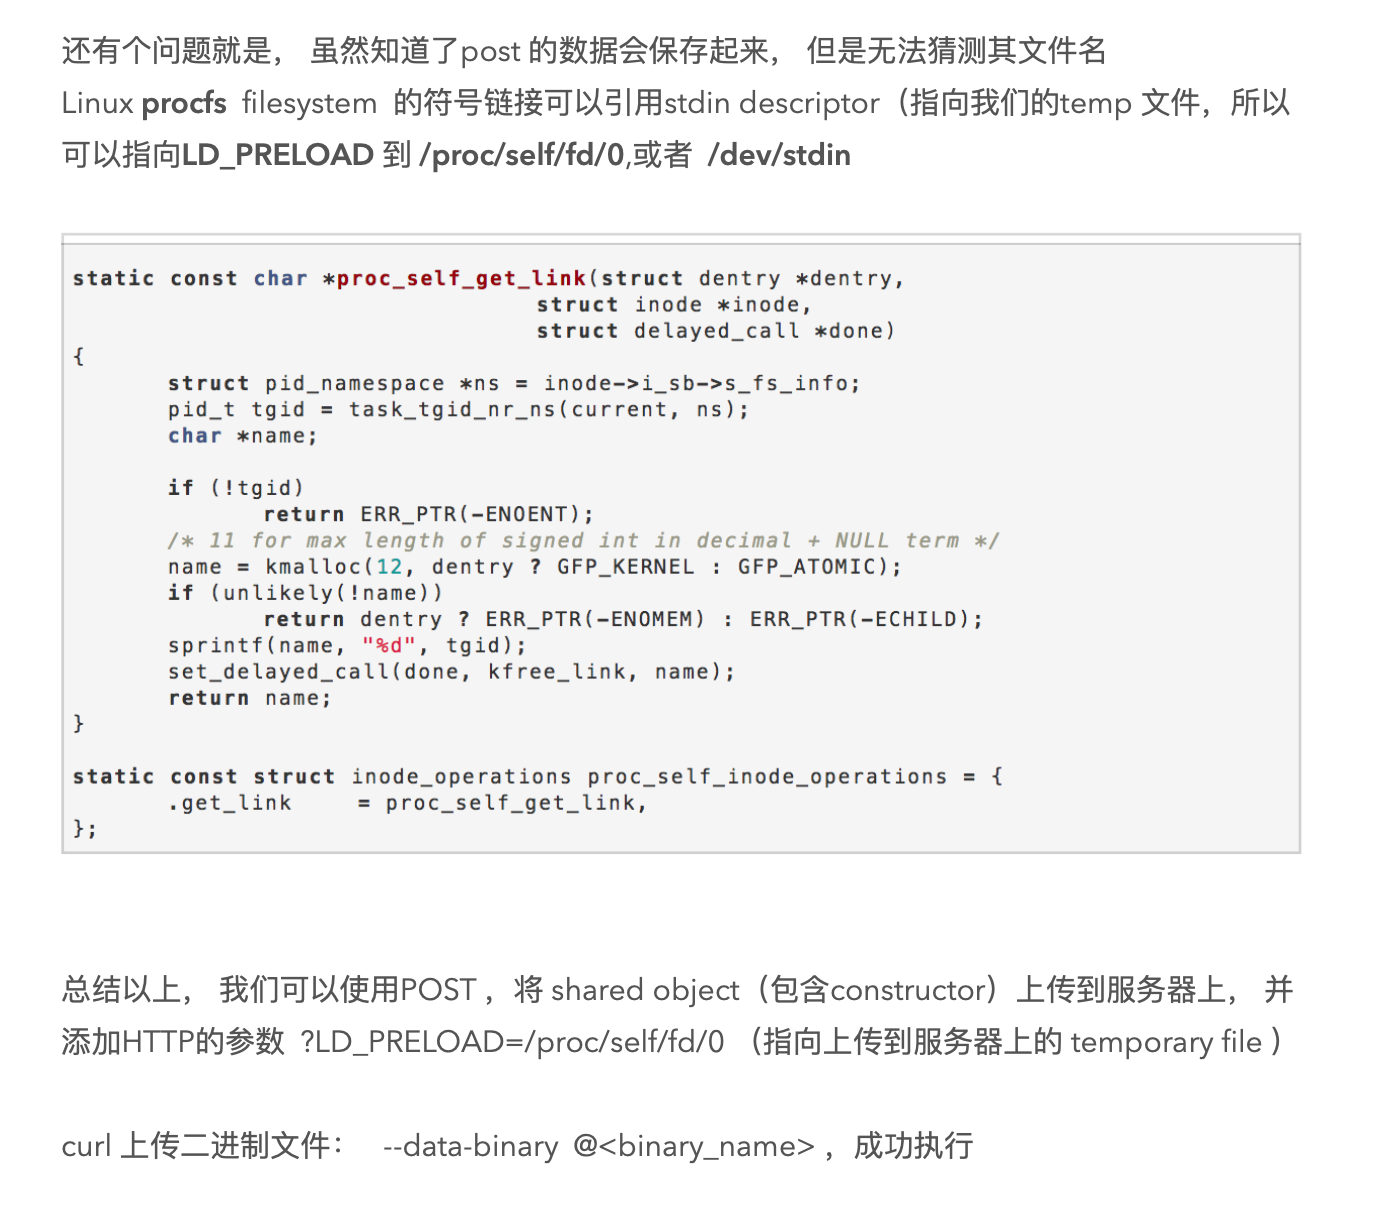 还有个问题就是， 虽然知道了post 的数据会保存起来， 但是无法猜测其文件名
Linux procfs filesystem 的符号链接可以引用stdin descriptor（指向我们的temp 文件，所以
可以指向LD_PRELOAD 到 /proc/self/fd/0,或者 /dev/stdin
static const char *proc_self_get_link(struct dentry *dentry,
struct inode *inode,
struct delayed_call *done)
{
struct pid_namespace *ns = inode->i_sb->s_fs_info;
pid_t tgid = task_tgid_nr_ns(current, ns);
char *name;
if (!tgid)
return ERR_PTR(-ENOENT);
/* 11 for max length of signed int in decimal + NULL term */
name = kmalloc(12, dentry ? GFP_KERNEL : GFP_ATOMIC);
if (unlikely(!name))
return dentry ? ERR_PTR(-ENOMEM) : ERR_PTR(-ECHILD);
sprintf(name, "%d", tgid);
set_delayed_call(done, kfree_link, name);
return name;
}
static const struct inode_operations proc_self_inode_operations = {
.get_link = proc_self_get_link,
};
总结以上， 我们可以使用POST ，将 shared object（包含constructor）上传到服务器上， 并
添加HTTP的参数 ?LD_PRELOAD=/proc/self/fd/0 （指向上传到服务器上的 temporary file ）
curl 上传二进制文件： --data-binary @<binary_name> ，成功执行